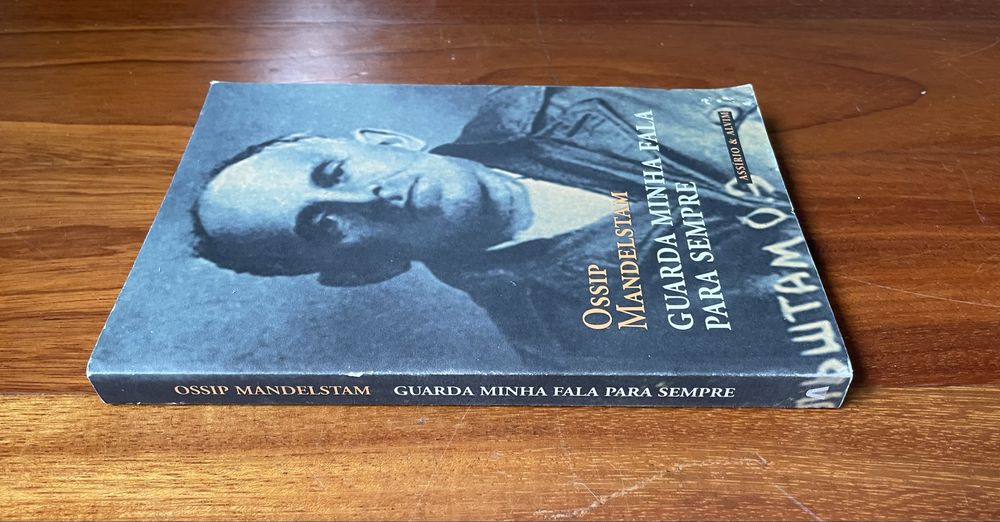 OSSIP
MANDELSTAM
GUARDA MINHA FALA
PARA SEMPRE
ASSÍRIO & ALVIM
OSSIP MANDELSTAM GUARDA MINHA FALA PARA SEMPRE